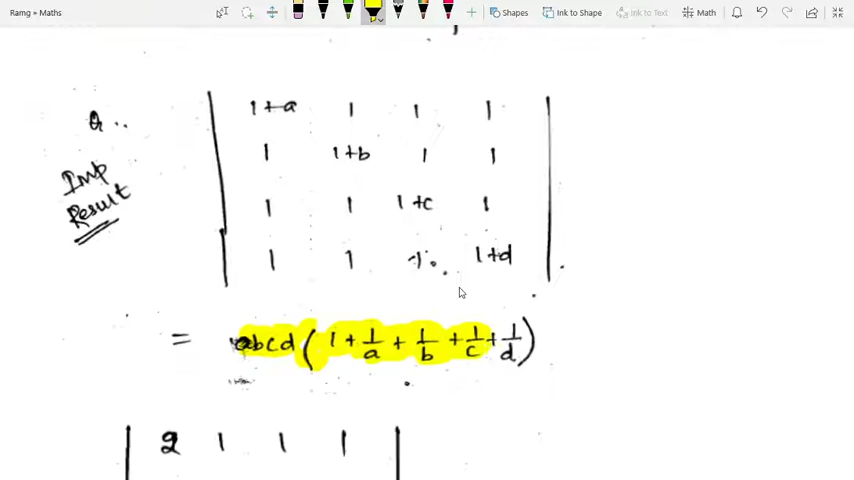 Ramg » Maths
Shapes Ink to Shape Ink to Text Math
Q..
Imp
Result
| 1+a 1 1 1 |
| 1 1+b 1 1 |
| 1 1 1+c 1 |
| 1 1 1 1+d |
= abcd ( 1 + 1/a + 1/b + 1/c + 1/d )
| 2 1 1 1 |